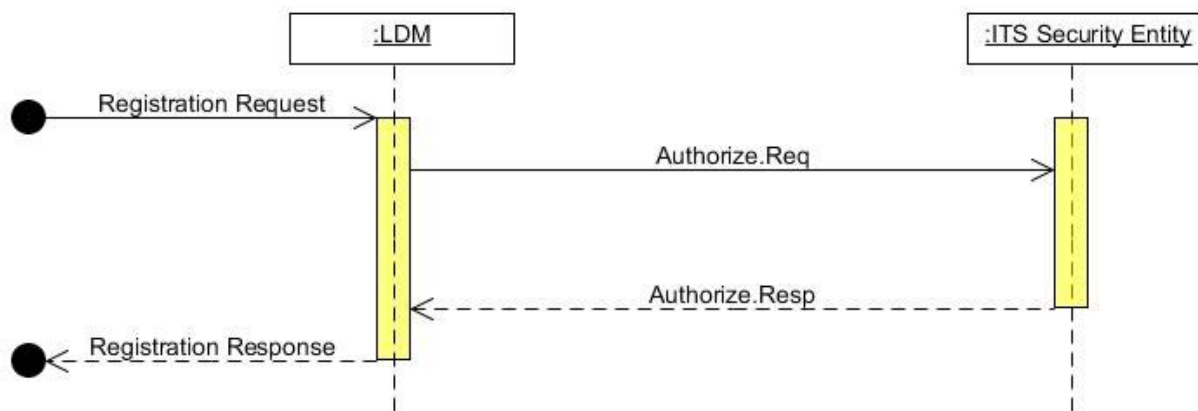 :LDM
:ITS Security Entity
Registration Request
Authorize.Req
Authorize.Resp
Registration Response